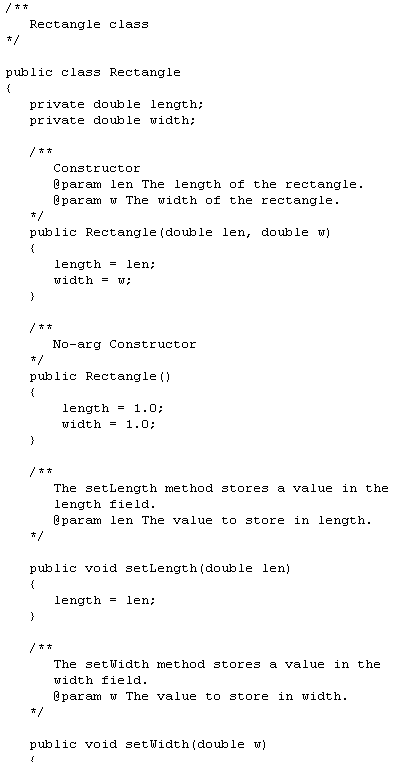 /**
   Rectangle class
*/

public class Rectangle
{
   private double length;
   private double width;

   /**
      Constructor
      @param len The length of the rectangle.
      @param w The width of the rectangle.
   */
   public Rectangle(double len, double w)
   {
      length = len;
      width = w;
   }

   /**
      No-arg Constructor
   */
   public Rectangle()
   {
       length = 1.0;
       width = 1.0;
   }

   /**
      The setLength method stores a value in the
      length field.
      @param len The value to store in length.
   */

   public void setLength(double len)
   {
      length = len;
   }

   /**
      The setWidth method stores a value in the
      width field.
      @param w The value to store in width.
   */

   public void setWidth(double w)
   {